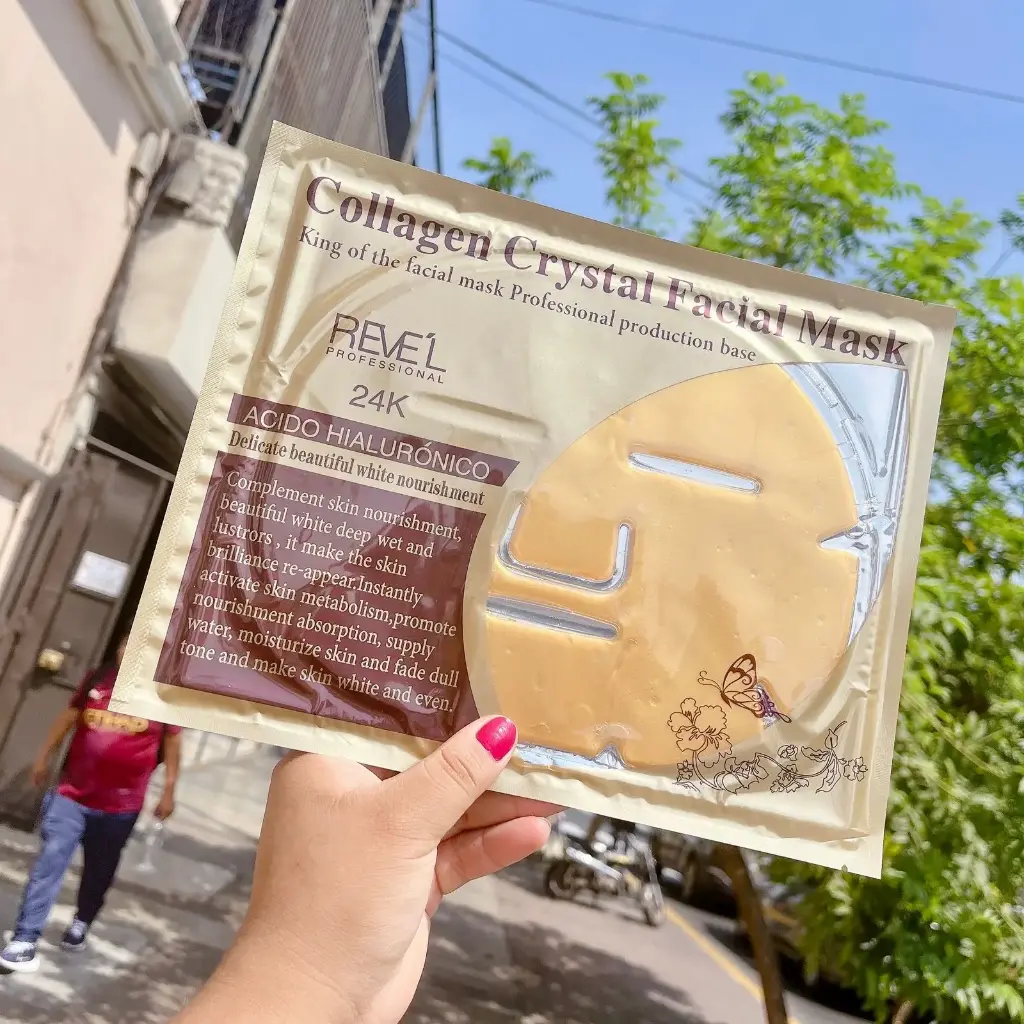 Collagen Crystal Facial Mask
King of the facial mask Professional production base
REVE´L
PROFESSIONAL
24K
ACIDO HIALURÓNICO
Delicate beautiful white nourishment
Complement skin nourishment,
beautiful white deep wet and
lustrors , it make the skin
brilliance re-appear.Instantly
activate skin metabolism,promote
nourishment absorption, supply
water, moisturize skin and fade dull
tone and make skin white and even.